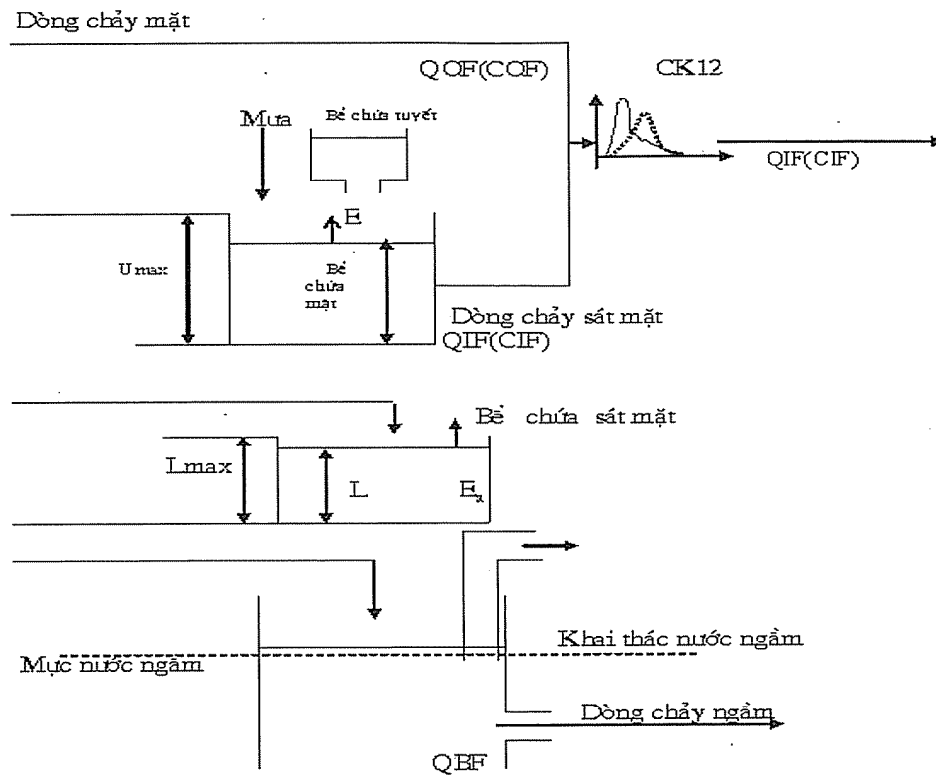 Dòng chảy mặt
QOF(COF)
CK12
Mưa
Bể chứa tuyết
QIF(CIF)
E
Umax
Bể
chứa
mặt
Dòng chảy sát mặt
QIF(CIF)
Bể chứa sát mặt
Lmax
L
Ea
Khai thác nước ngầm
Mực nước ngầm
Dòng chảy ngầm
QBF